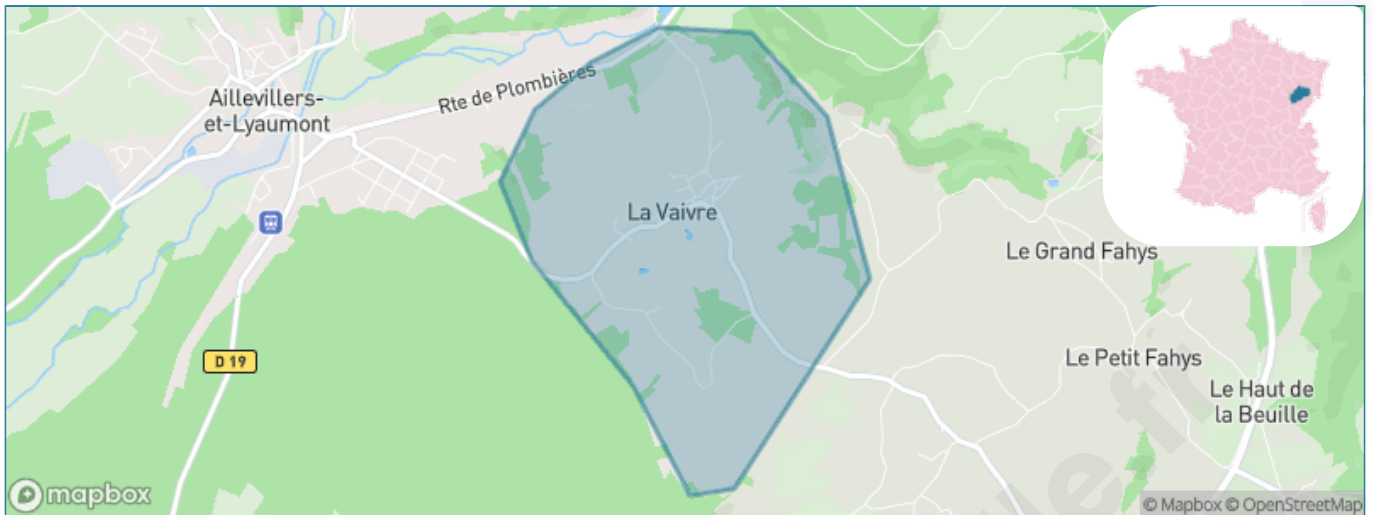 Aillevillers-
et-Lyaumont
Rte de Plombières
La Vaivre
Le Grand Fahys
Le Petit Fahys
D 19
Le Haut de
la Beuille
mapbox
© Mapbox © OpenStreetMap